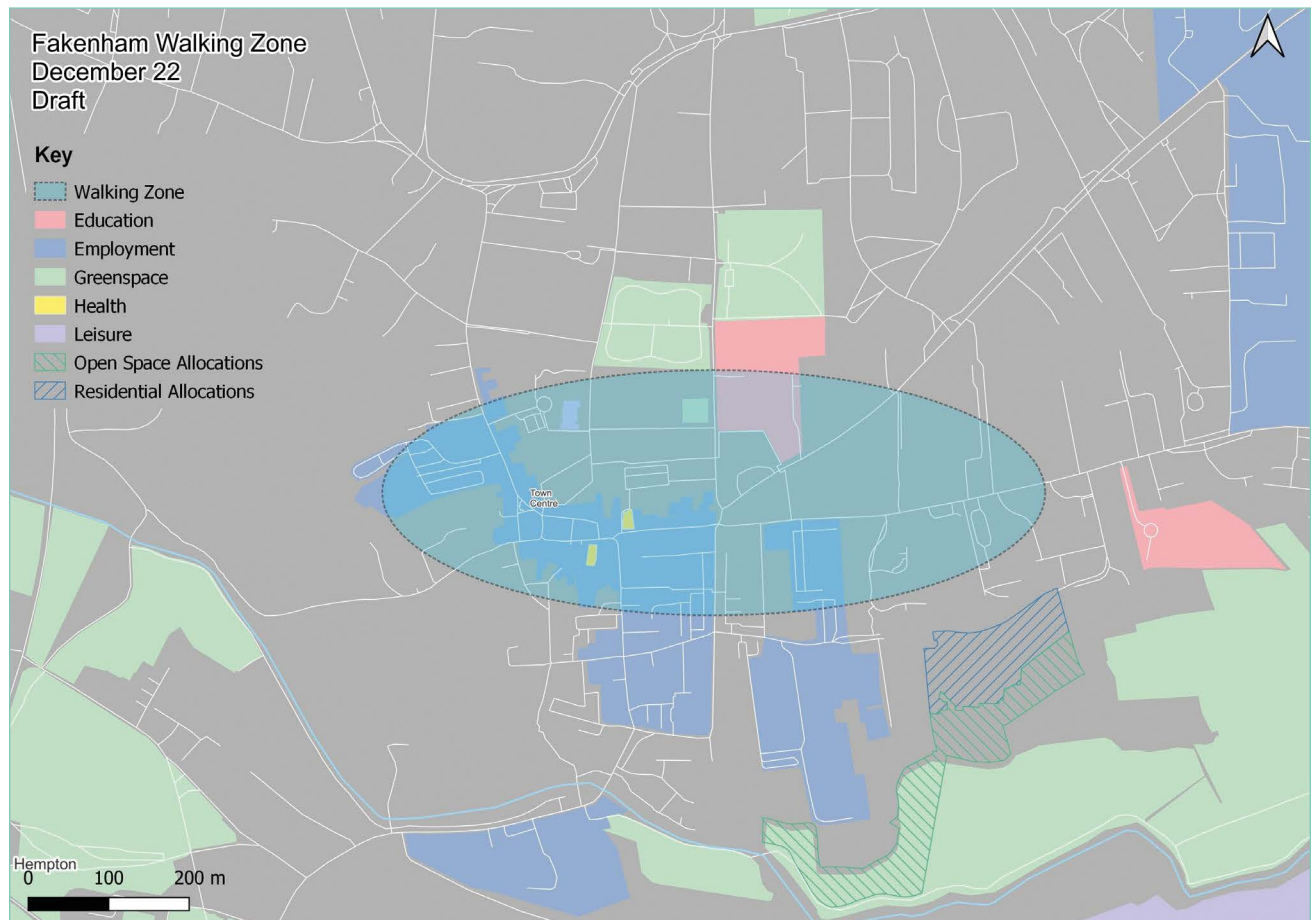 Fakenham Walking Zone
December 22
Draft
Key
Walking Zone
Education
Employment
Greenspace
Health
Leisure
Open Space Allocations
Residential Allocations
Town
Centre
Hempton
0 100 200 m